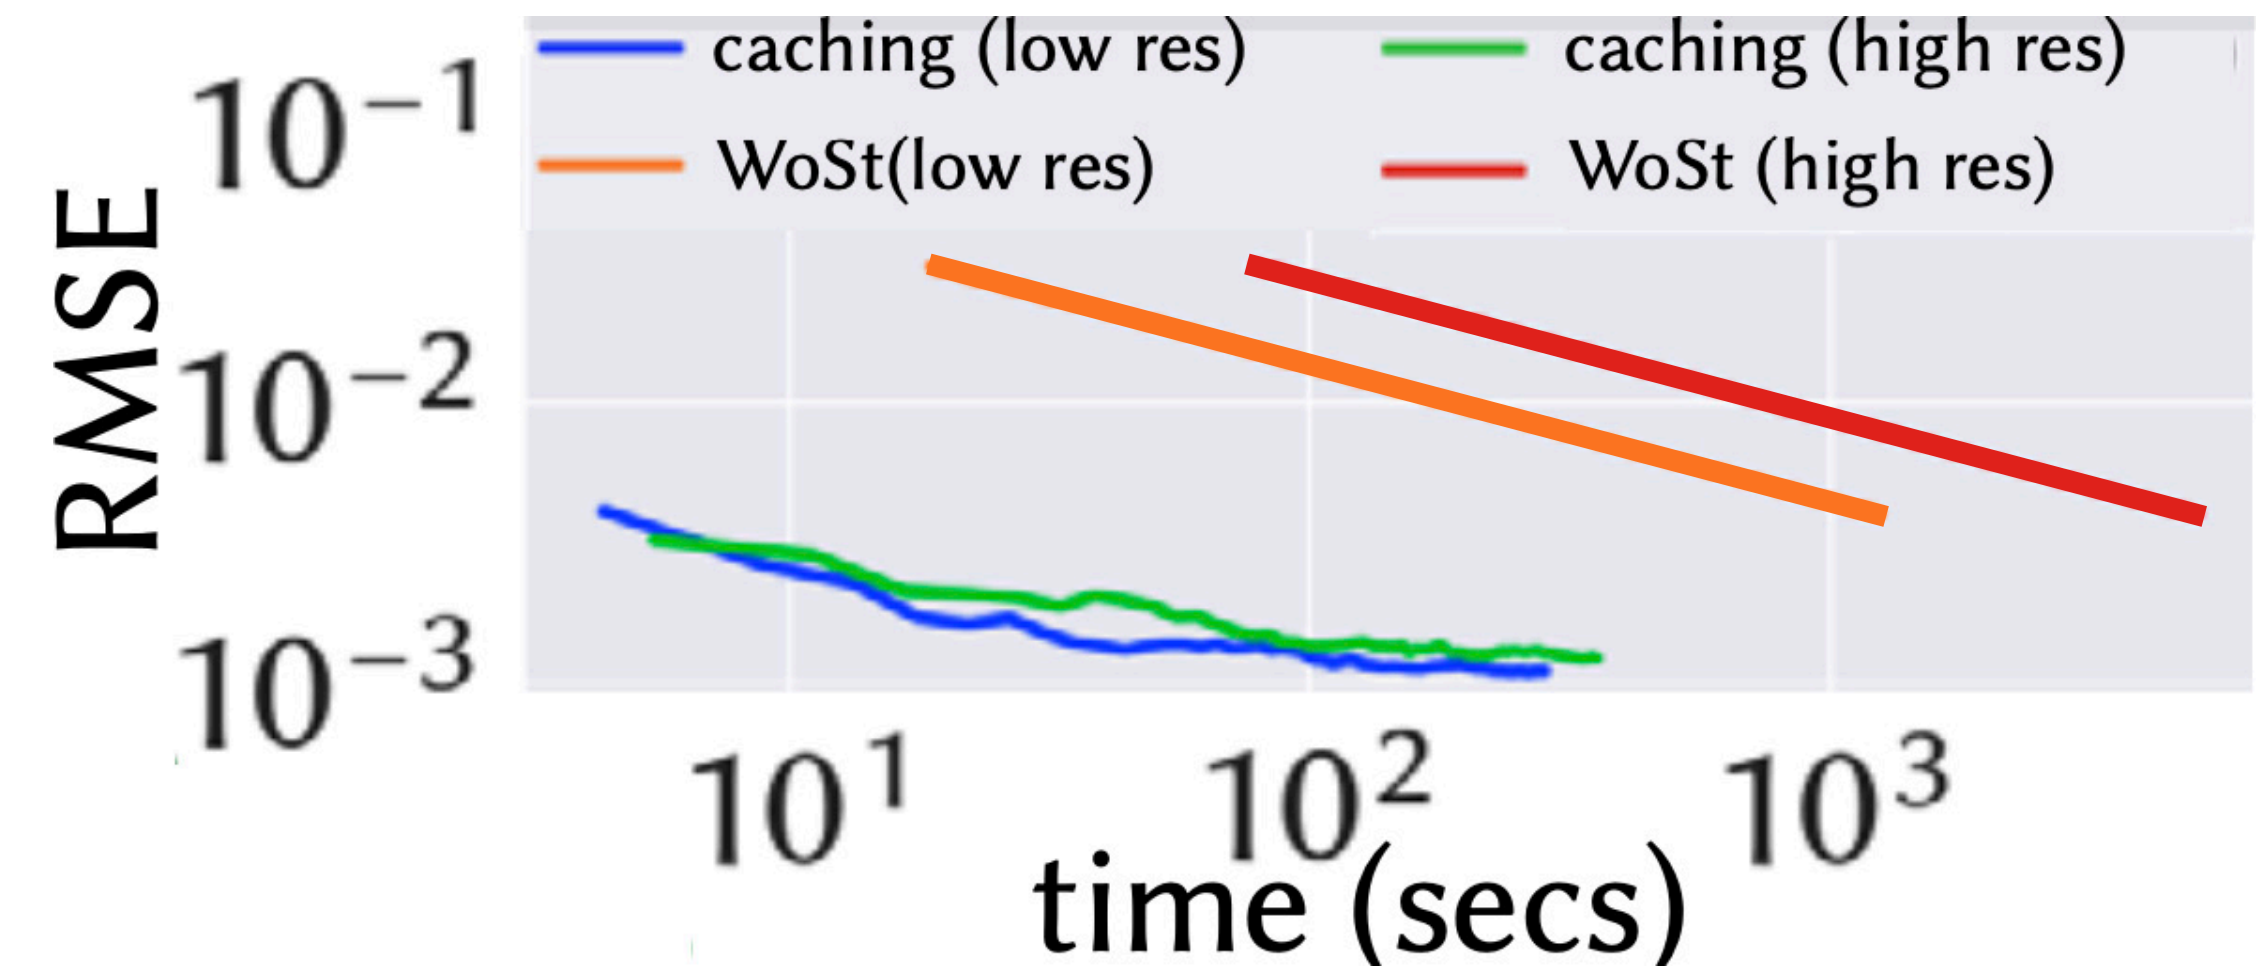 caching (low res) caching (high res)
WoSt(low res) WoSt (high res)
RMSE
10⁻¹
10⁻²
10⁻³
10¹ 10² 10³
time (secs)